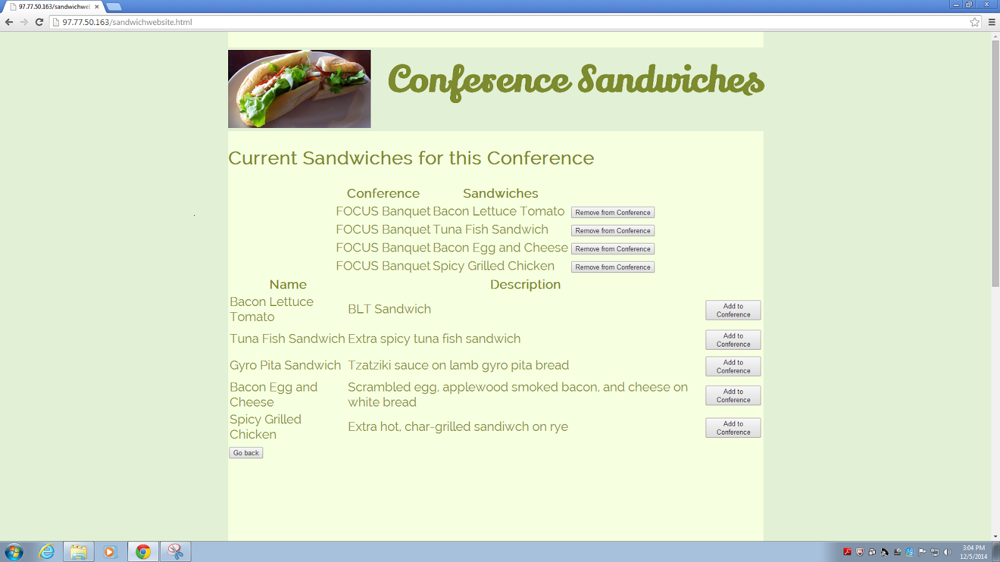 97.77.50.163/sandwichweb
97.77.50.163/sandwichwebsite.html
Conference Sandwiches
Current Sandwiches for this Conference
Conference Sandwiches
FOCUS Banquet Bacon Lettuce Tomato Remove from Conference
FOCUS Banquet Tuna Fish Sandwich Remove from Conference
FOCUS Banquet Bacon Egg and Cheese Remove from Conference
FOCUS Banquet Spicy Grilled Chicken Remove from Conference
Name Description
Bacon Lettuce
Tomato
BLT Sandwich
Add to
Conference
Tuna Fish Sandwich Extra spicy tuna fish sandwich
Add to
Conference
Gyro Pita Sandwich Tzatziki sauce on lamb gyro pita bread
Add to
Conference
Bacon Egg and
Cheese
Scrambled egg, applewood smoked bacon, and cheese on
white bread
Add to
Conference
Spicy Grilled
Chicken
Extra hot, char-grilled sandiwch on rye
Add to
Conference
Go back
3:04 PM
12/5/2014